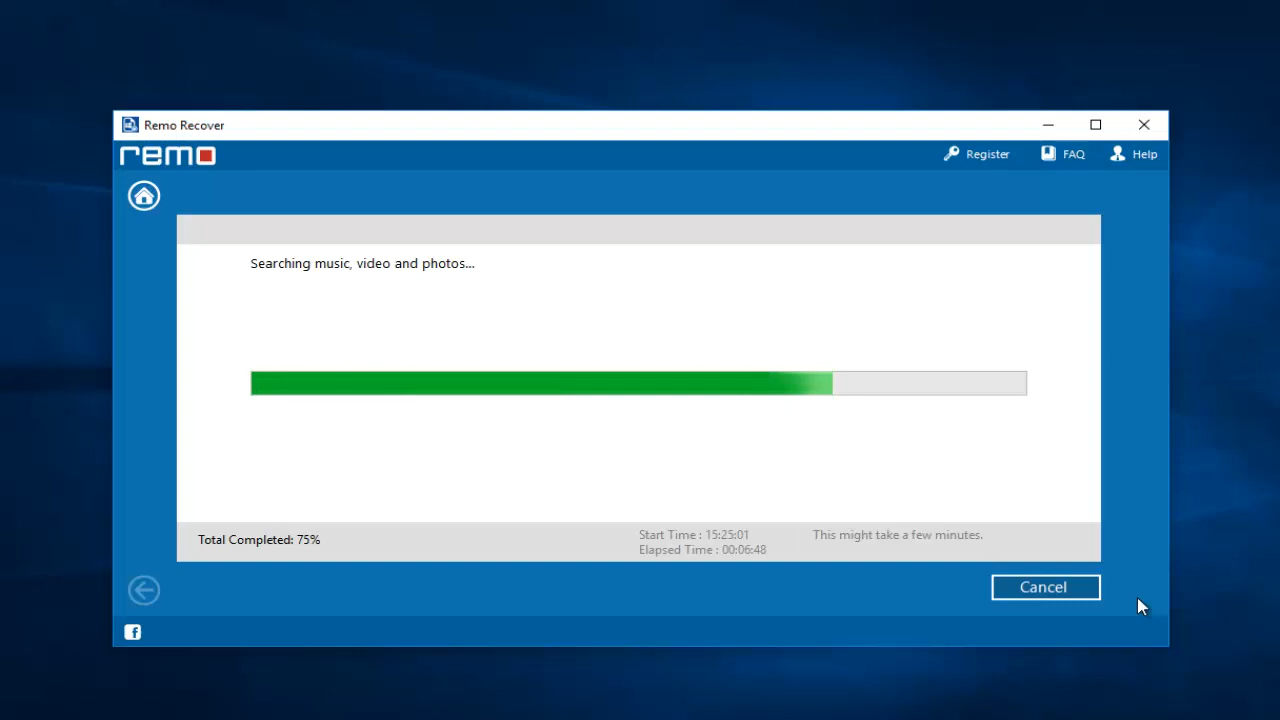 Remo Recover
remo
Register FAQ Help
Searching music, video and photos...
Total Completed: 75%
Start Time : 15:25:01
Elapsed Time : 00:06:48
This might take a few minutes.
Cancel
f